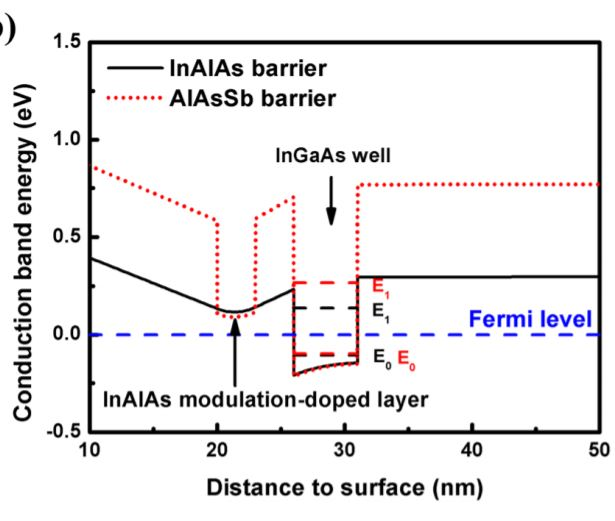 b)
1.5
1.0
0.5
0.0
-0.5
Conduction band energy (eV)
InAlAs barrier
AlAsSb barrier
InGaAs well
E₁
E₁
Fermi level
E₀ E₀
InAlAs modulation-doped layer
10 20 30 40 50
Distance to surface (nm)